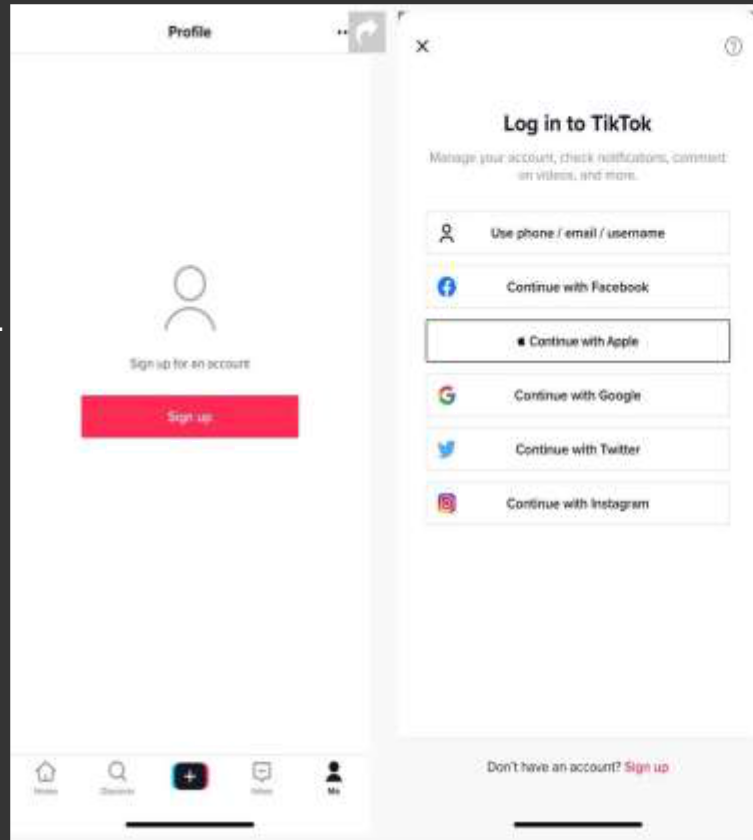 Profile
Sign up for an account
Sign up
Home
Discover
Inbox
Me
Log in to TikTok
Manage your account, check notifications, comment
on videos, and more.
Use phone / email / username
Continue with Facebook
Continue with Apple
Continue with Google
Continue with Twitter
Continue with Instagram
Don't have an account? Sign up